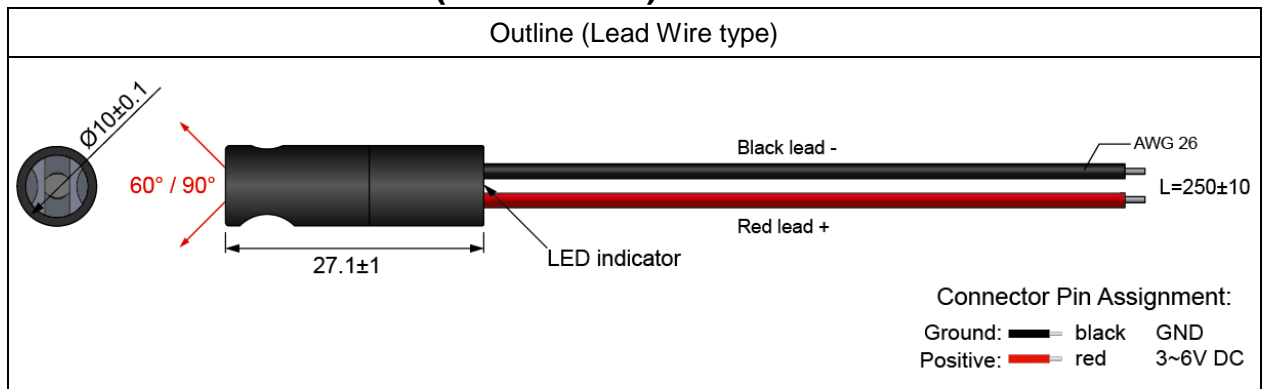 Outline (Lead Wire type)
Ø10±0.1
60° / 90°
27.1±1
Black lead -
AWG 26
L=250±10
Red lead +
LED indicator
Connector Pin Assignment:
Ground: black GND
Positive: red 3~6V DC